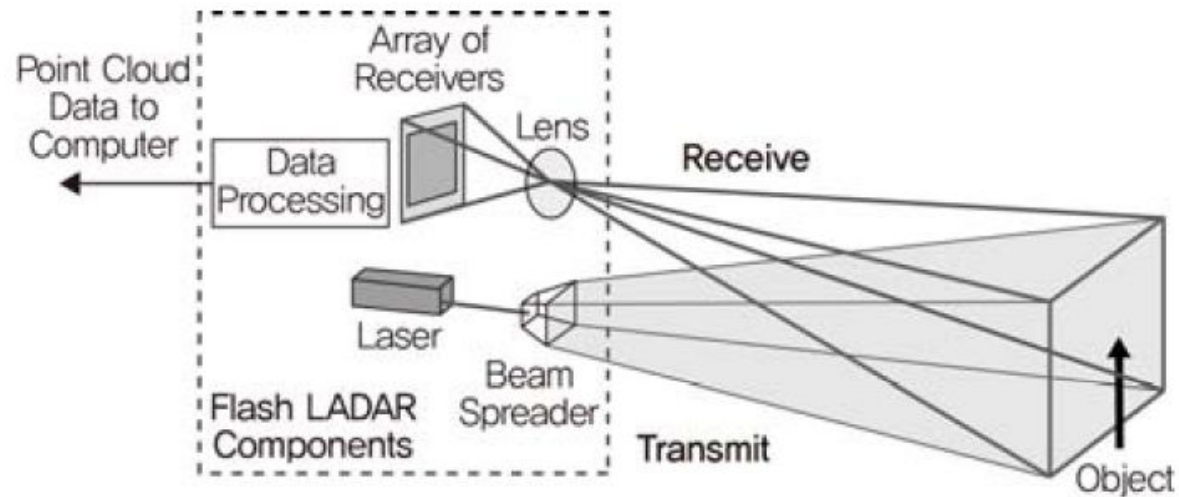 Point Cloud
Data to
Computer
Array of
Receivers
Lens
Data
Processing
Receive
Laser
Beam
Spreader
Flash LADAR
Components
Transmit
Object